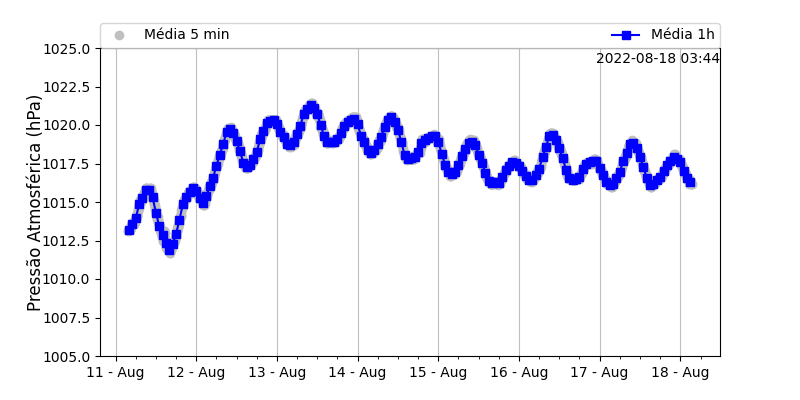 Média 5 min
Média 1h
2022-08-18 03:44
Pressão Atmosférica (hPa)
1025.0
1022.5
1020.0
1017.5
1015.0
1012.5
1010.0
1007.5
1005.0
11 - Aug
12 - Aug
13 - Aug
14 - Aug
15 - Aug
16 - Aug
17 - Aug
18 - Aug